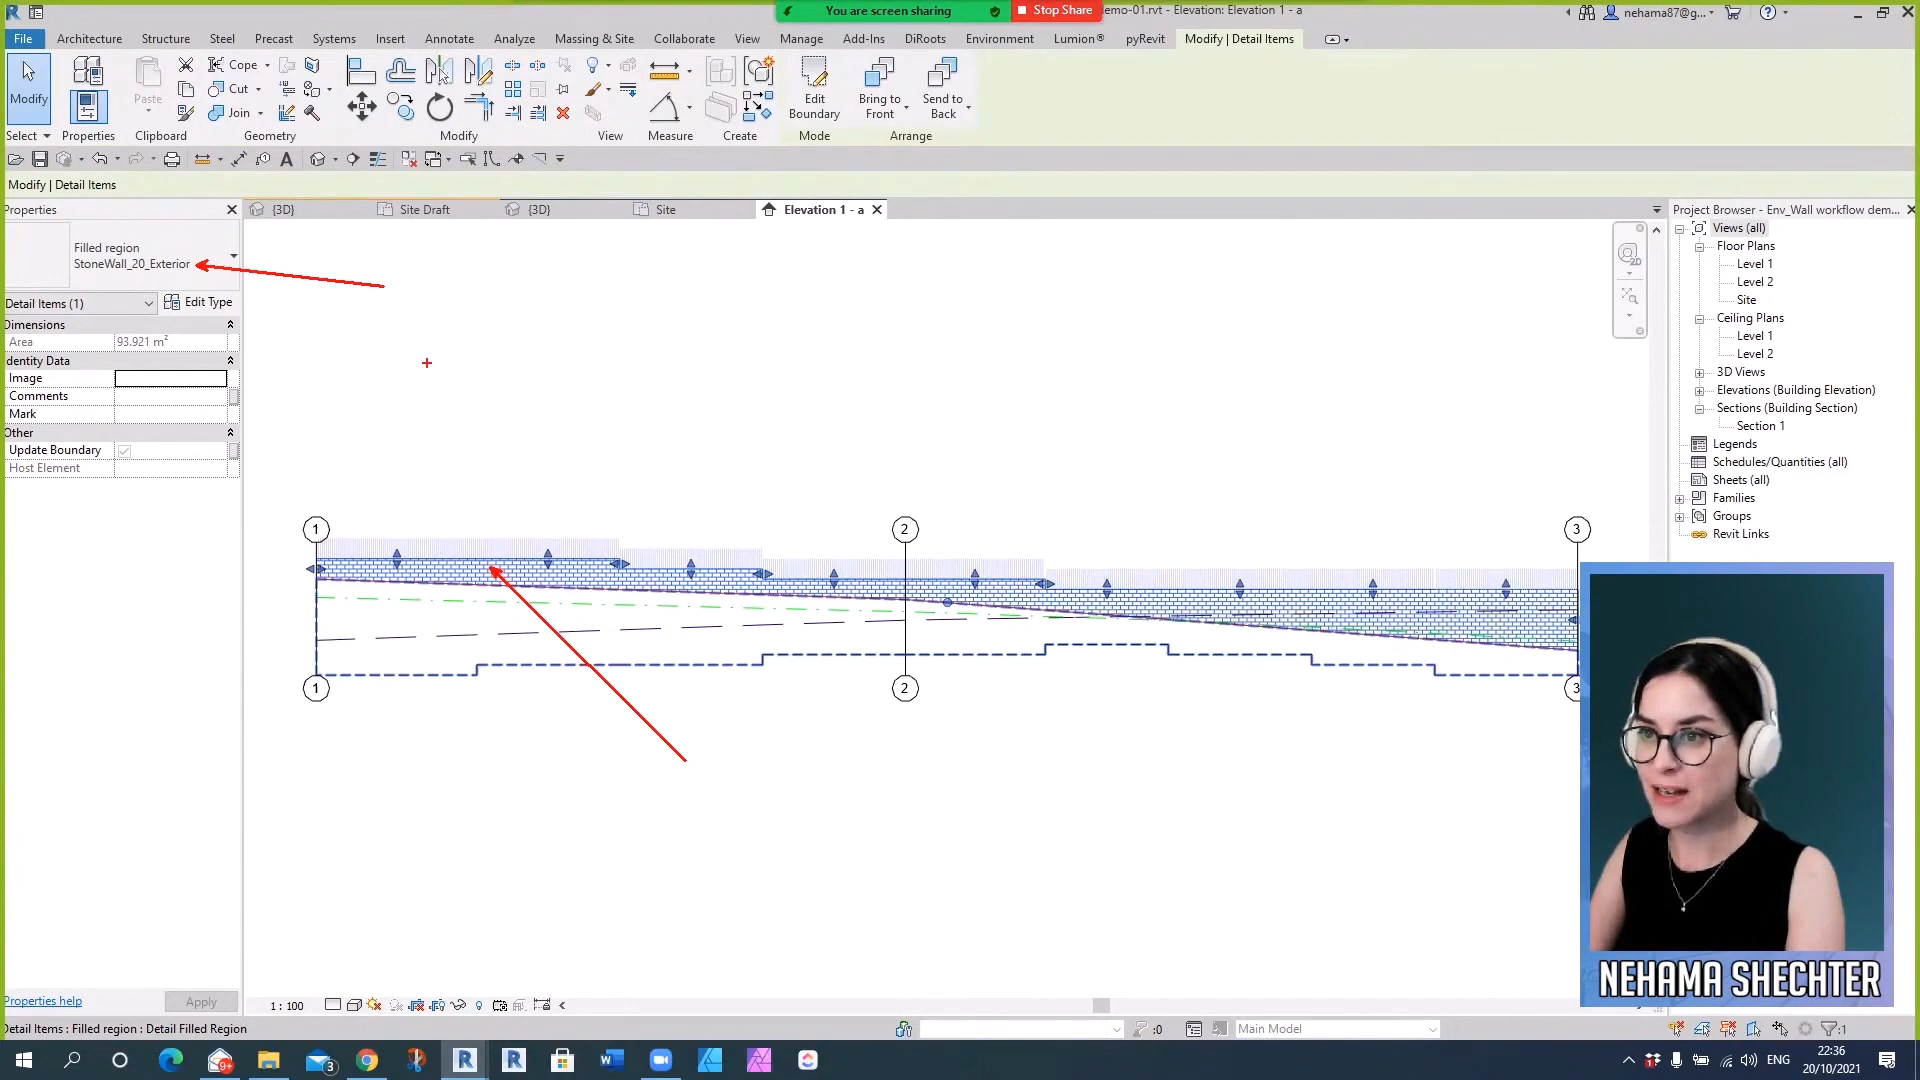 You are screen sharing
Stop Share
emo-01.rvt - Elevation: Elevation 1 - a
nehama87@g...
File Architecture Structure Steel Precast Systems Insert Annotate Analyze Massing & Site Collaborate View Manage Add-Ins DiRoots Environment Lumion® pyRevit Modify | Detail Items
Modify
Paste
Cope
Cut
Join
Edit Boundary
Bring to Front
Send to Back
Select Properties Clipboard Geometry Modify View Measure Create Mode Arrange
Modify | Detail Items
Properties
{3D} Site Draft {3D} Site Elevation 1 - a
Filled region
StoneWall_20_Exterior
Detail Items (1)
Edit Type
Dimensions
Area 93.921 m²
dentity Data
Image
Comments
Mark
Other
Update Boundary
Host Element
Properties help
Apply
1 2 3
1 2 3
2D
Project Browser - Env_Wall workflow dem...
Views (all)
Floor Plans
Level 1
Level 2
Site
Ceiling Plans
Level 1
Level 2
3D Views
Elevations (Building Elevation)
Sections (Building Section)
Section 1
Legends
Schedules/Quantities (all)
Sheets (all)
Families
Groups
Revit Links
NEHAMA SHECHTER
1 : 100
Detail Items : Filled region : Detail Filled Region
:0
Main Model
:1
9+
3
ENG
22:36
20/10/2021